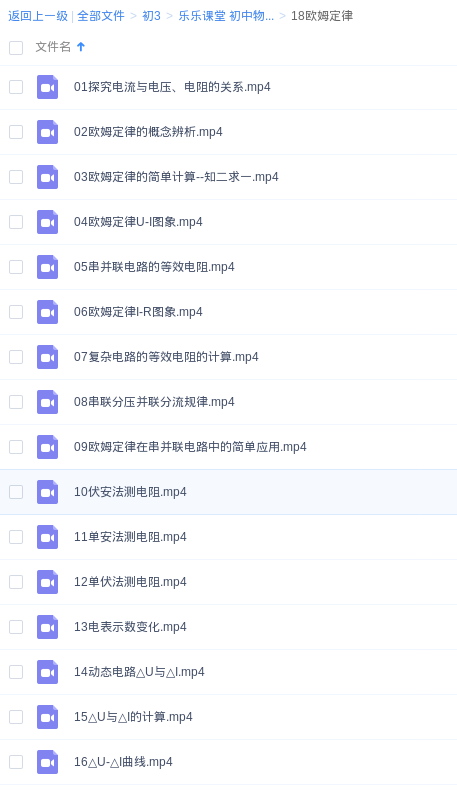 返回上一级 | 全部文件 > 初3 > 乐乐课堂 初中物... > 18欧姆定律
文件名
01探究电流与电压、电阻的关系.mp4
02欧姆定律的概念辨析.mp4
03欧姆定律的简单计算--知二求一.mp4
04欧姆定律U-I图象.mp4
05串并联电路的等效电阻.mp4
06欧姆定律I-R图象.mp4
07复杂电路的等效电阻的计算.mp4
08串联分压并联分流规律.mp4
09欧姆定律在串并联电路中的简单应用.mp4
10伏安法测电阻.mp4
11单安法测电阻.mp4
12单伏法测电阻.mp4
13电表示数变化.mp4
14动态电路△U与△I.mp4
15△U与△I的计算.mp4
16△U-△I曲线.mp4